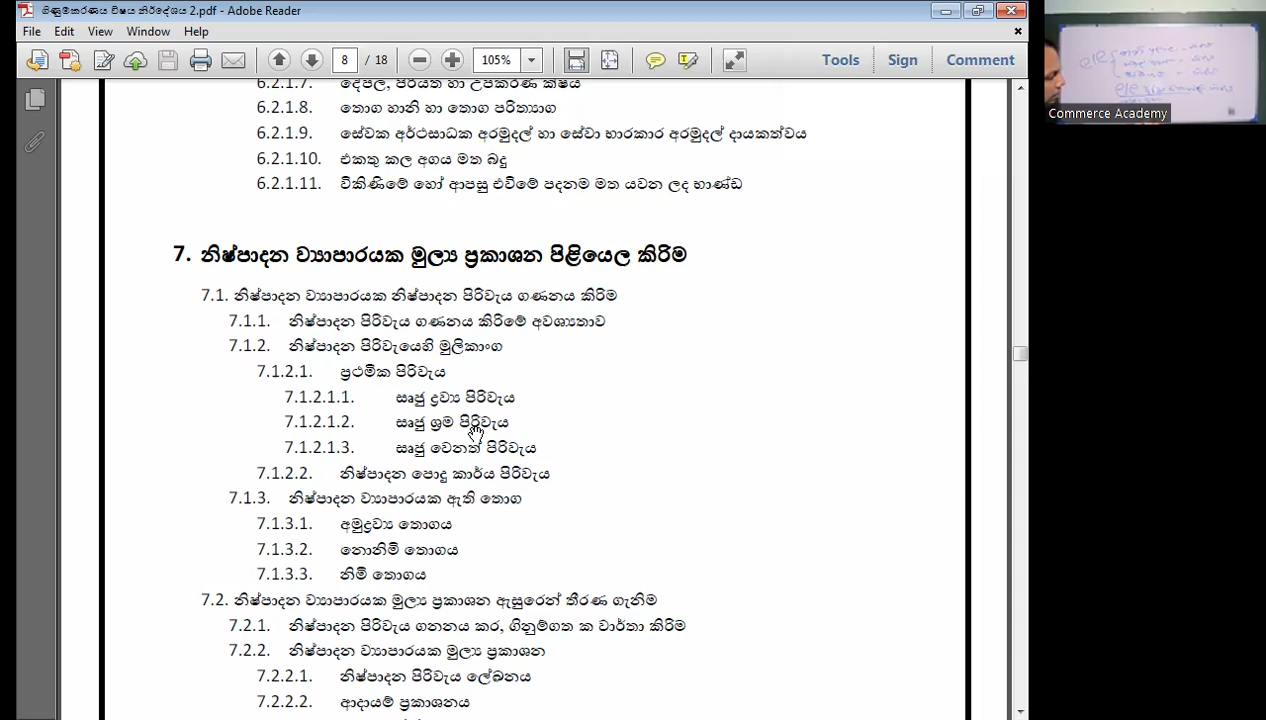 ගිණුම්කරණය විෂය නිර්දේශය 2.pdf - Adobe Reader
File Edit View Window Help
8 / 18 105% Tools Sign Comment
6.2.1.7. දේපල, පිරියත හා උපකරණ ක්ෂය
6.2.1.8. තොග හානි හා තොග පරිත්‍යාග
6.2.1.9. සේවක අර්ථසාධක අරමුදල් හා සේවා භාරකාර අරමුදල් දායකත්වය
6.2.1.10. එකතු කල අගය මත බදු
6.2.1.11. විකිණීමේ හෝ ආපසු එවීමේ පදනම මත යවන ලද භාණ්ඩ
7. නිෂ්පාදන ව්‍යාපාරයක මුල්‍ය ප්‍රකාශන පිළියෙල කිරීම
7.1. නිෂ්පාදන ව්‍යාපාරයක නිෂ්පාදන පිරිවැය ගණනය කිරීම
7.1.1. නිෂ්පාදන පිරිවැය ගණනය කිරීමේ අවශ්‍යතාව
7.1.2. නිෂ්පාදන පිරිවැයෙහි මුලිකාංග
7.1.2.1. ප්‍රථමික පිරිවැය
7.1.2.1.1. සෘජු ද්‍රව්‍ය පිරිවැය
7.1.2.1.2. සෘජු ශ්‍රම පිරිවැය
7.1.2.1.3. සෘජු වෙනත් පිරිවැය
7.1.2.2. නිෂ්පාදන පොදු කාර්ය පිරිවැය
7.1.3. නිෂ්පාදන ව්‍යාපාරයක ඇති තොග
7.1.3.1. අමුද්‍රව්‍ය තොගය
7.1.3.2. නොනිමි තොගය
7.1.3.3. නිමි තොගය
7.2. නිෂ්පාදන ව්‍යාපාරයක මුල්‍ය ප්‍රකාශන ඇසුරෙන් තීරණ ගැනීම
7.2.1. නිෂ්පාදන පිරිවැය ගනනය කර, ගිනුම්ගත ක වාර්තා කිරීම
7.2.2. නිෂ්පාදන ව්‍යාපාරයක මුල්‍ය ප්‍රකාශන
7.2.2.1. නිෂ්පාදන පිරිවැය ලේඛනය
7.2.2.2. ආදායම් ප්‍රකාශනය
Commerce Academy